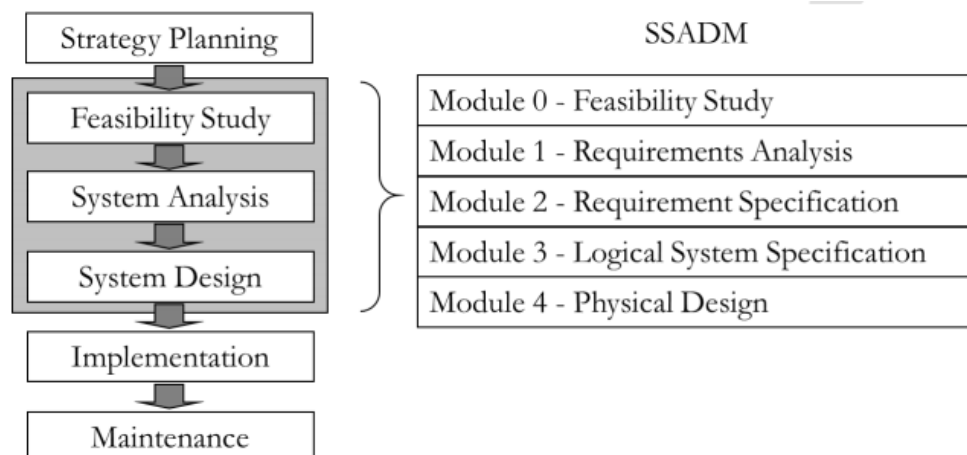 Strategy Planning
Feasibility Study
System Analysis
System Design
Implementation
Maintenance
SSADM
Module 0 - Feasibility Study
Module 1 - Requirements Analysis
Module 2 - Requirement Specification
Module 3 - Logical System Specification
Module 4 - Physical Design